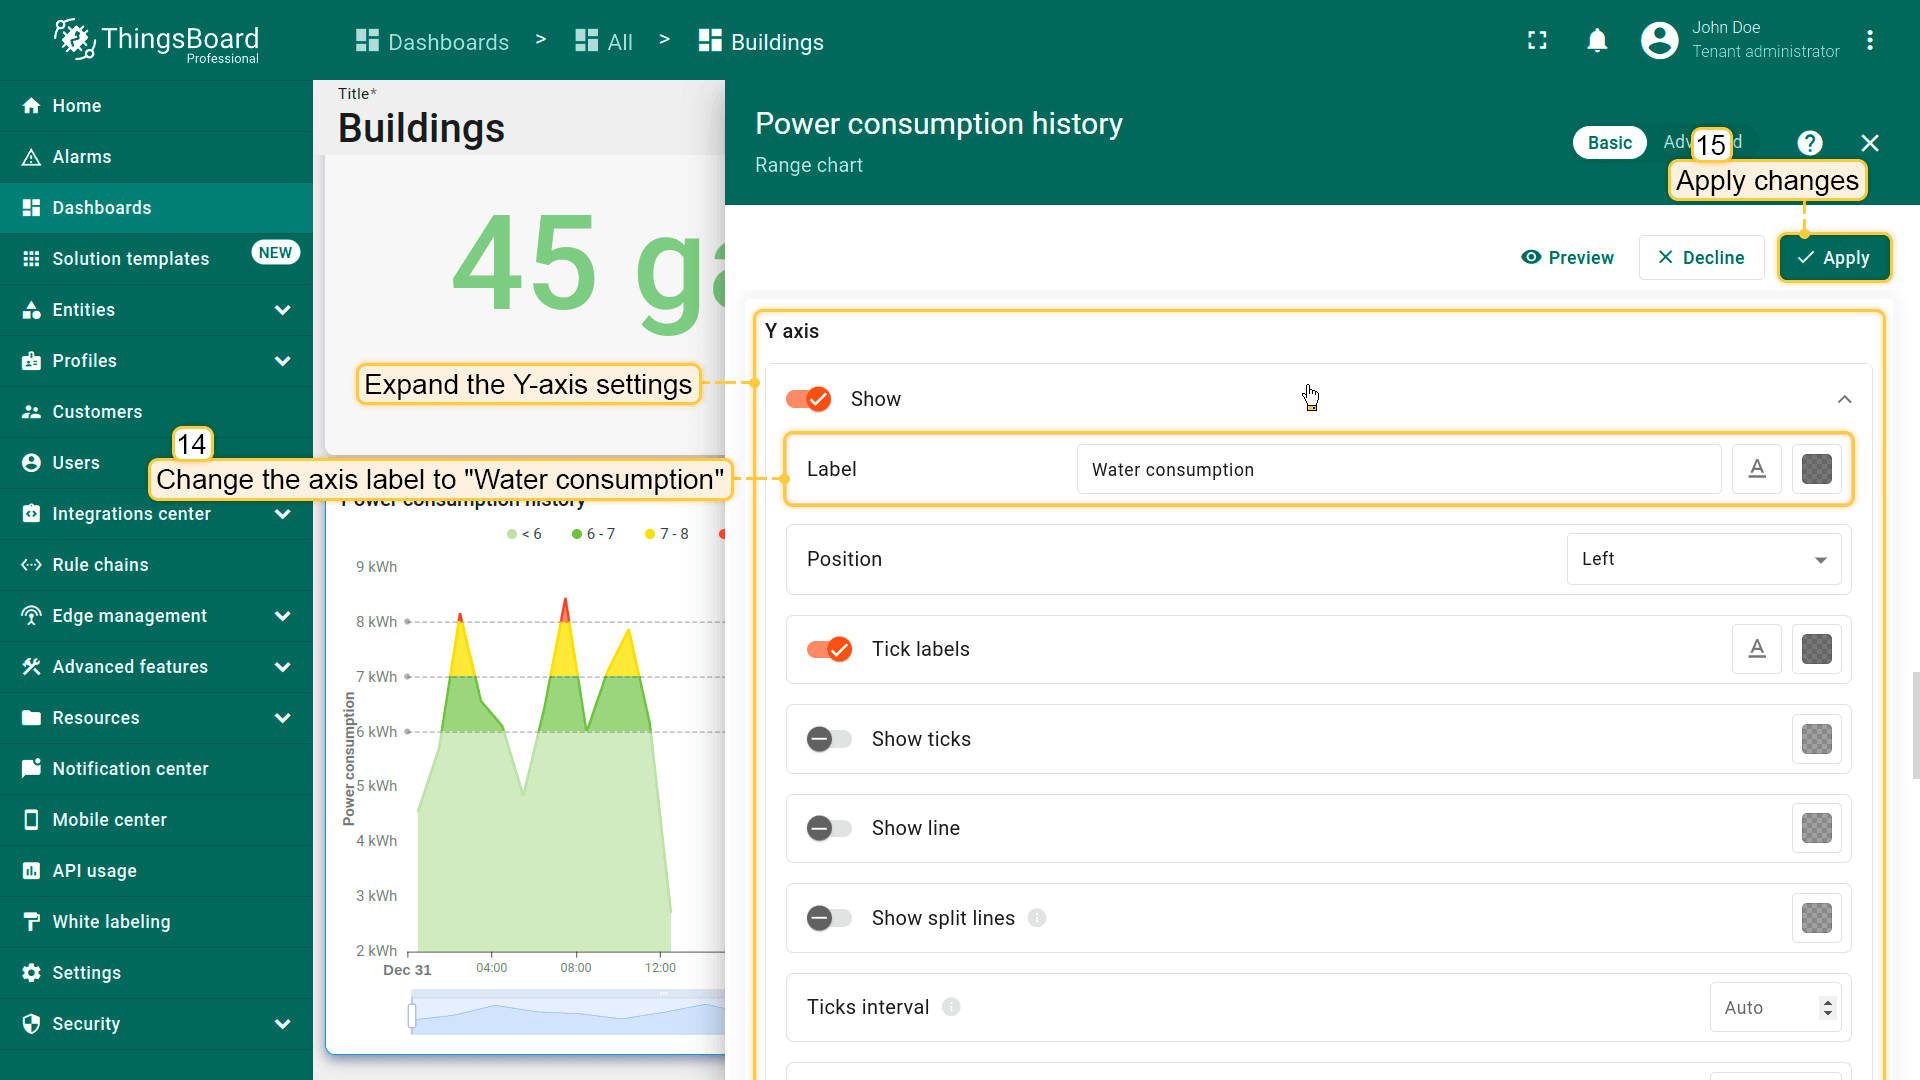 ThingsBoard
Professional
Dashboards > All > Buildings
John Doe
Tenant administrator
Home
Alarms
Dashboards
Solution templates
NEW
Entities
Profiles
Customers
Users
Integrations center
Rule chains
Edge management
Advanced features
Resources
Notification center
Mobile center
API usage
White labeling
Settings
Security
Title*
Buildings
45
Expand the Y-axis settings
14
Change the axis label to "Water consumption"
Power consumption history
< 6
6 - 7
7 - 8
9 kWh
8 kWh
7 kWh
6 kWh
5 kWh
4 kWh
3 kWh
2 kWh
Power consumption
Dec 31
04:00
08:00
12:00
Power consumption history
Range chart
Basic
15
Apply changes
Preview
Decline
Apply
Y axis
Show
Label
Water consumption
Position
Left
Tick labels
Show ticks
Show line
Show split lines
Ticks interval
Auto